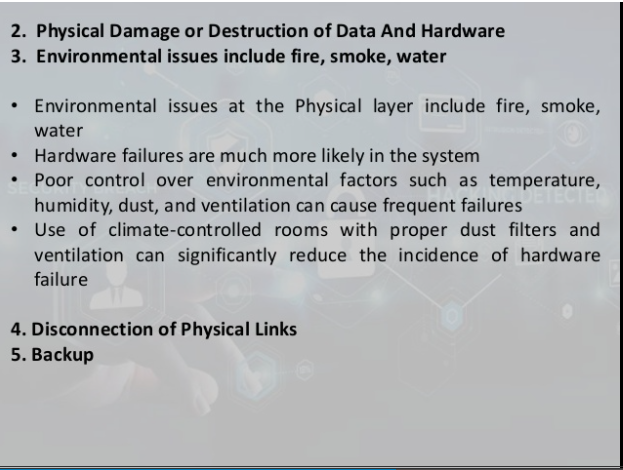 2. Physical Damage or Destruction of Data And Hardware
3. Environmental issues include fire, smoke, water
• Environmental issues at the Physical layer include fire, smoke,
water
• Hardware failures are much more likely in the system
• Poor control over environmental factors such as temperature,
humidity, dust, and ventilation can cause frequent failures
• Use of climate-controlled rooms with proper dust filters and
ventilation can significantly reduce the incidence of hardware
failure
4. Disconnection of Physical Links
5. Backup